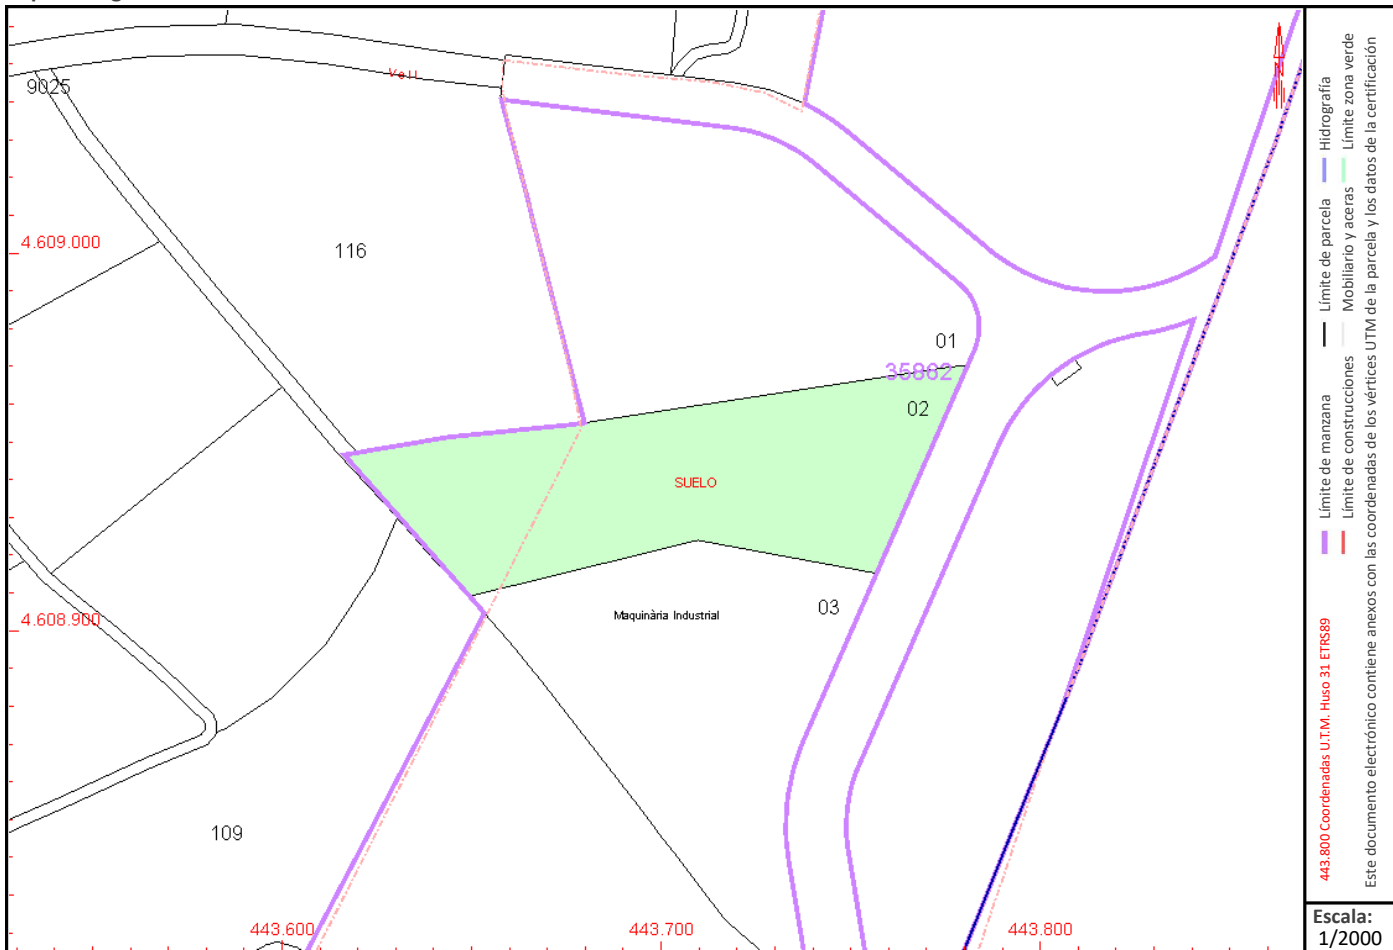 Vell
9025
4.609.000
116
01
35882
02
SUELO
Maquinària Industrial
03
4.608.900
109
443.600
443.700
443.800
Hidrografía
Límite zona verde
Límite de parcela
Mobiliario y aceras
Límite de manzana
Límite de construcciones
443.800 Coordenadas U.T.M. Huso 31 ETRS89
Este documento electrónico contiene anexos con las coordenadas de los vértices UTM de la parcela y los datos de la certificación
Escala:
1/2000